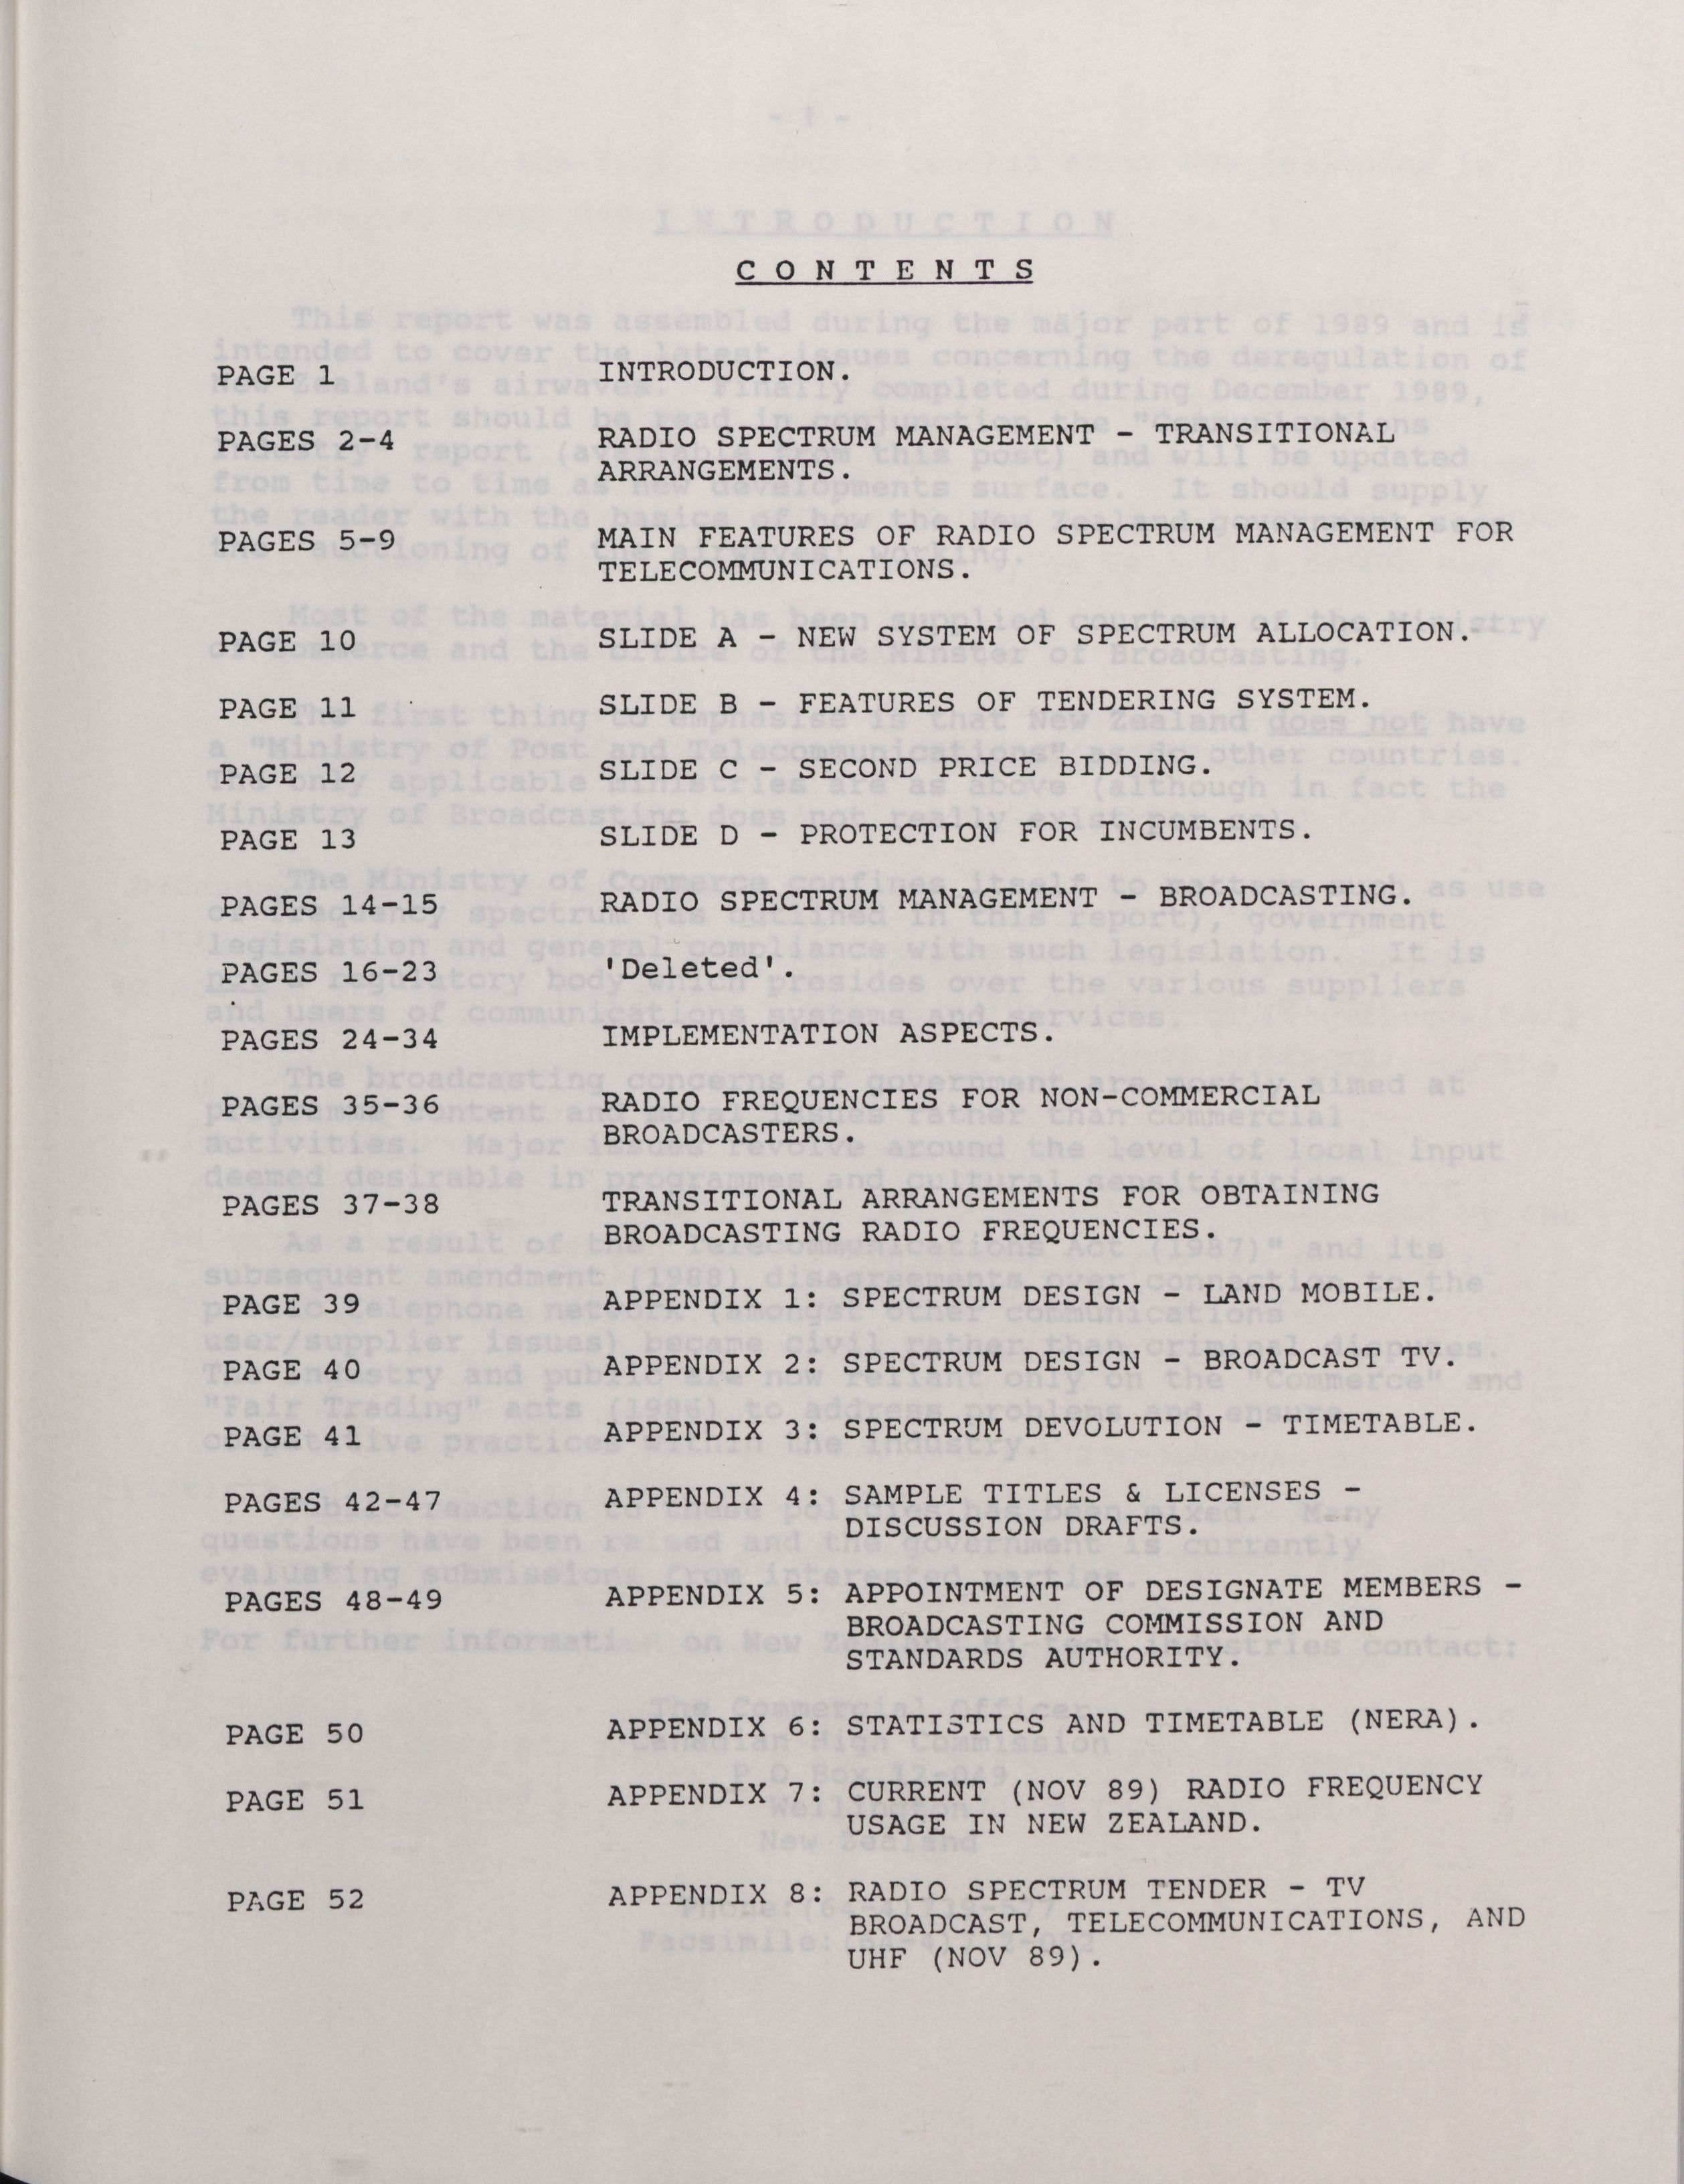 C O N T E N T S
PAGE 1 INTRODUCTION.
PAGES 2-4 RADIO SPECTRUM MANAGEMENT - TRANSITIONAL
ARRANGEMENTS.
PAGES 5-9 MAIN FEATURES OF RADIO SPECTRUM MANAGEMENT FOR
TELECOMMUNICATIONS.
PAGE 10 SLIDE A - NEW SYSTEM OF SPECTRUM ALLOCATION.
PAGE 11 SLIDE B - FEATURES OF TENDERING SYSTEM.
PAGE 12 SLIDE C - SECOND PRICE BIDDING.
PAGE 13 SLIDE D - PROTECTION FOR INCUMBENTS.
PAGES 14-15 RADIO SPECTRUM MANAGEMENT - BROADCASTING.
PAGES 16-23 'Deleted'.
PAGES 24-34 IMPLEMENTATION ASPECTS.
PAGES 35-36 RADIO FREQUENCIES FOR NON-COMMERCIAL
BROADCASTERS.
PAGES 37-38 TRANSITIONAL ARRANGEMENTS FOR OBTAINING
BROADCASTING RADIO FREQUENCIES.
PAGE 39 APPENDIX 1: SPECTRUM DESIGN - LAND MOBILE.
PAGE 40 APPENDIX 2: SPECTRUM DESIGN - BROADCAST TV.
PAGE 41 APPENDIX 3: SPECTRUM DEVOLUTION - TIMETABLE.
PAGES 42-47 APPENDIX 4: SAMPLE TITLES & LICENSES -
DISCUSSION DRAFTS.
PAGES 48-49 APPENDIX 5: APPOINTMENT OF DESIGNATE MEMBERS -
BROADCASTING COMMISSION AND
STANDARDS AUTHORITY.
PAGE 50 APPENDIX 6: STATISTICS AND TIMETABLE (NERA).
PAGE 51 APPENDIX 7: CURRENT (NOV 89) RADIO FREQUENCY
USAGE IN NEW ZEALAND.
PAGE 52 APPENDIX 8: RADIO SPECTRUM TENDER - TV
BROADCAST, TELECOMMUNICATIONS, AND
UHF (NOV 89).